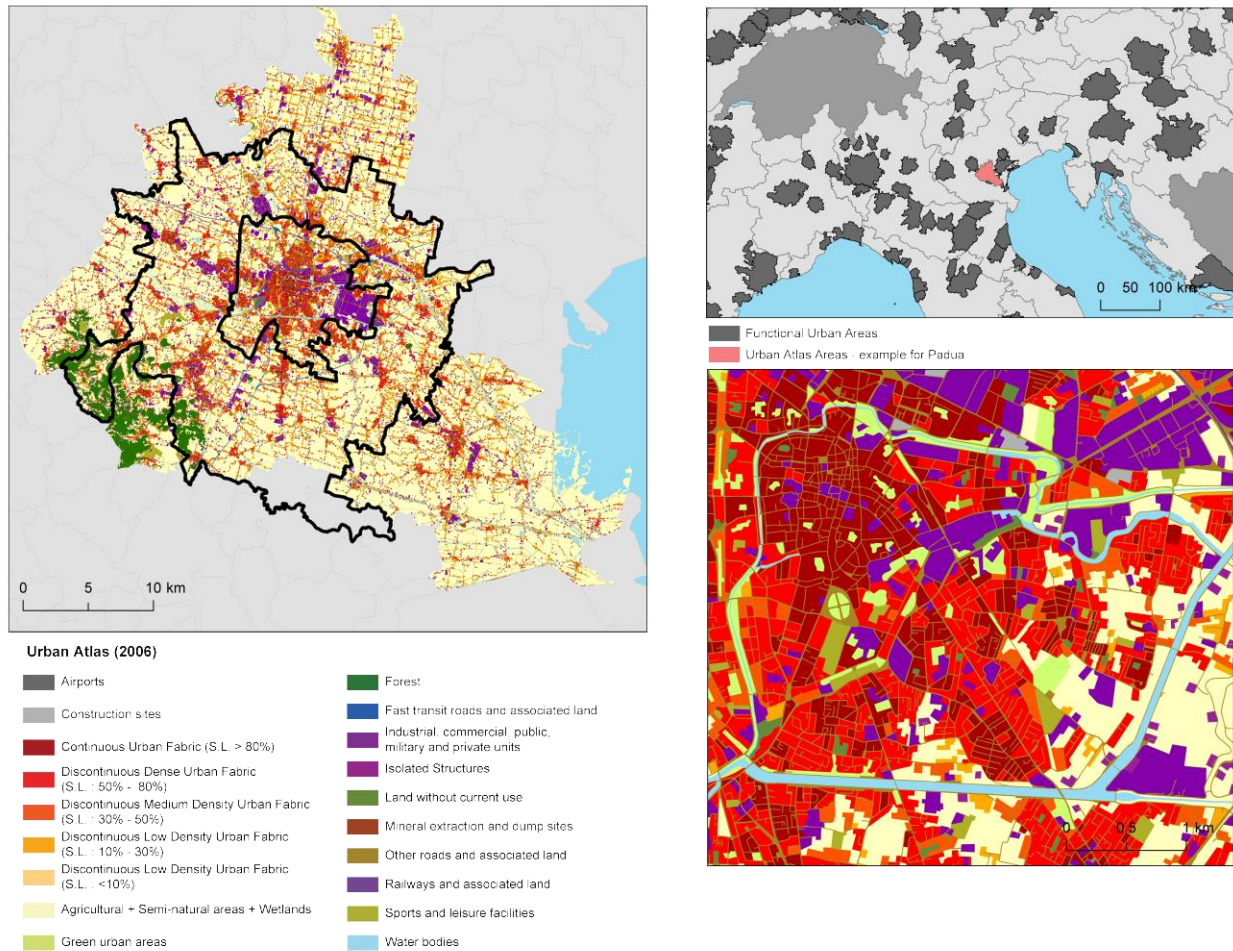 0 5 10 km
Urban Atlas (2006)
Airports
Construction sites
Continuous Urban Fabric (S.L. > 80%)
Discontinuous Dense Urban Fabric
(S.L. : 50% - 80%)
Discontinuous Medium Density Urban Fabric
(S.L. : 30% - 50%)
Discontinuous Low Density Urban Fabric
(S.L. : 10% - 30%)
Discontinuous Low Density Urban Fabric
(S.L. : <10%)
Agricultural + Semi-natural areas + Wetlands
Green urban areas
Forest
Fast transit roads and associated land
Industrial, commercial, public,
military and private units
Isolated Structures
Land without current use
Mineral extraction and dump sites
Other roads and associated land
Railways and associated land
Sports and leisure facilities
Water bodies
0 50 100 km
Functional Urban Areas
Urban Atlas Areas - example for Padua
0 0.5 1 km